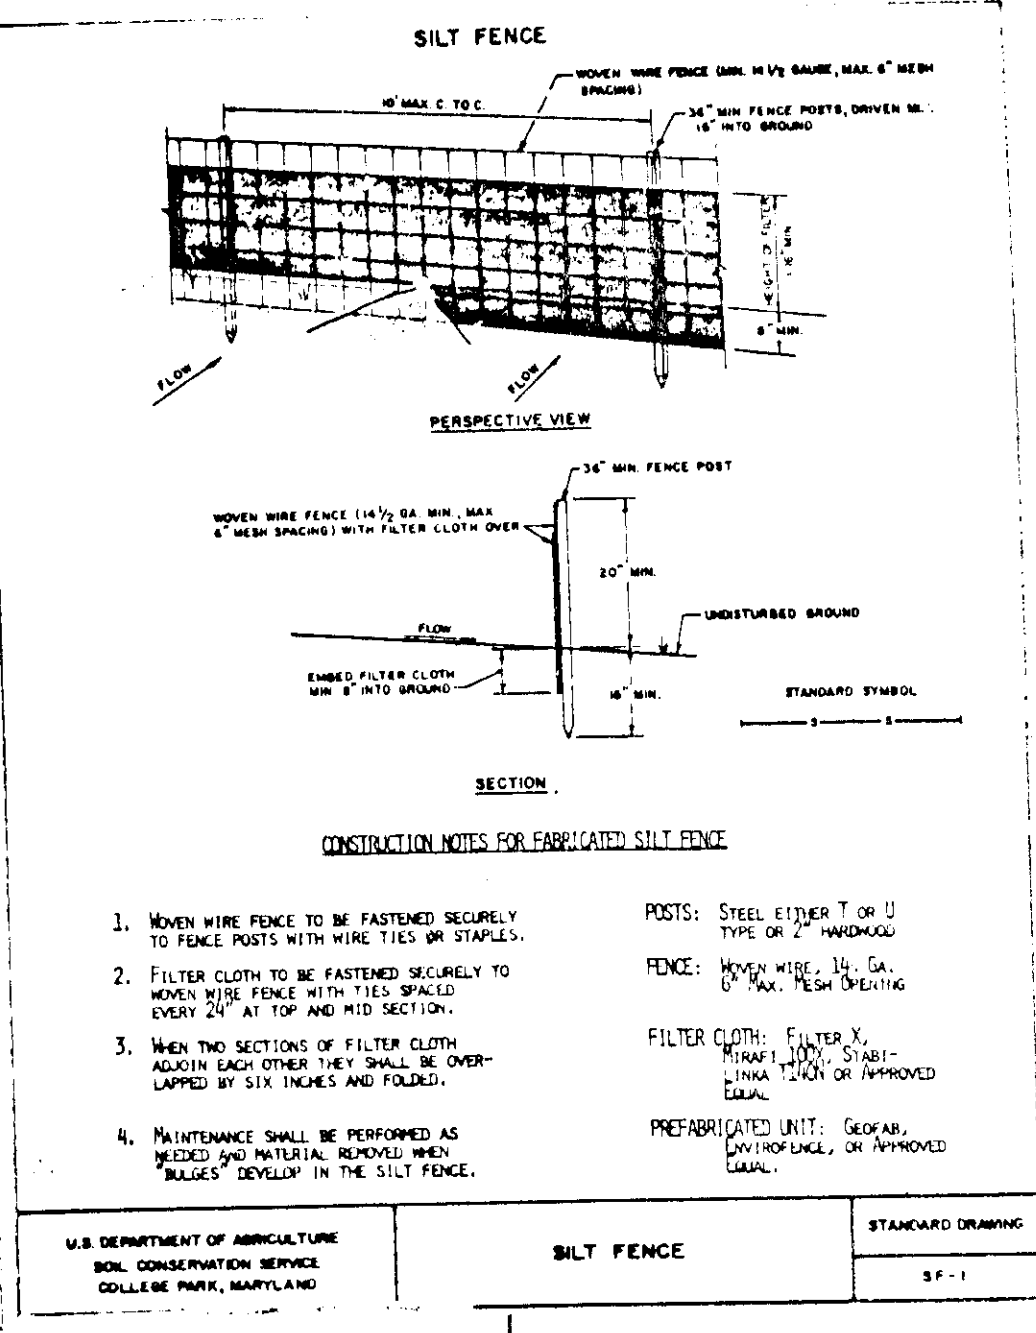 SILT FENCE
WOVEN WIRE FENCE (MIN. 14 1/2 GAUGE, MAX. 6" MESH
SPACING)
10' MAX. C. TO C.
36" MIN FENCE POSTS, DRIVEN
16" INTO GROUND
HEIGHT OF FILTER
16" MIN
8" MIN.
FLOW
FLOW
PERSPECTIVE VIEW
36" MIN. FENCE POST
WOVEN WIRE FENCE (14 1/2 GA. MIN., MAX
6" MESH SPACING) WITH FILTER CLOTH OVER
20" MIN.
UNDISTURBED GROUND
FLOW
EMBED FILTER CLOTH
MIN 8" INTO GROUND
16" MIN.
STANDARD SYMBOL
S S
SECTION
CONSTRUCTION NOTES FOR FABRICATED SILT FENCE
1. WOVEN WIRE FENCE TO BE FASTENED SECURELY
TO FENCE POSTS WITH WIRE TIES OR STAPLES.
2. FILTER CLOTH TO BE FASTENED SECURELY TO
WOVEN WIRE FENCE WITH TIES SPACED
EVERY 24" AT TOP AND MID SECTION.
3. WHEN TWO SECTIONS OF FILTER CLOTH
ADJOIN EACH OTHER THEY SHALL BE OVER-
LAPPED BY SIX INCHES AND FOLDED.
4. MAINTENANCE SHALL BE PERFORMED AS
NEEDED AND MATERIAL REMOVED WHEN
"BULGES" DEVELOP IN THE SILT FENCE.
POSTS: STEEL EITHER T OR U
TYPE OR 2" HARDWOOD
FENCE: WOVEN WIRE, 14. GA.
6" MAX. MESH OPENING
FILTER CLOTH: FILTER X,
MIRAFI 100X, STABI-
LINKA T140N OR APPROVED
EQUAL
PREFABRICATED UNIT: GEOFAB,
ENVIROFENCE, OR APPROVED
EQUAL.
U.S. DEPARTMENT OF AGRICULTURE
SOIL CONSERVATION SERVICE
COLLEGE PARK, MARYLAND
SILT FENCE
STANDARD DRAWING
SF-1